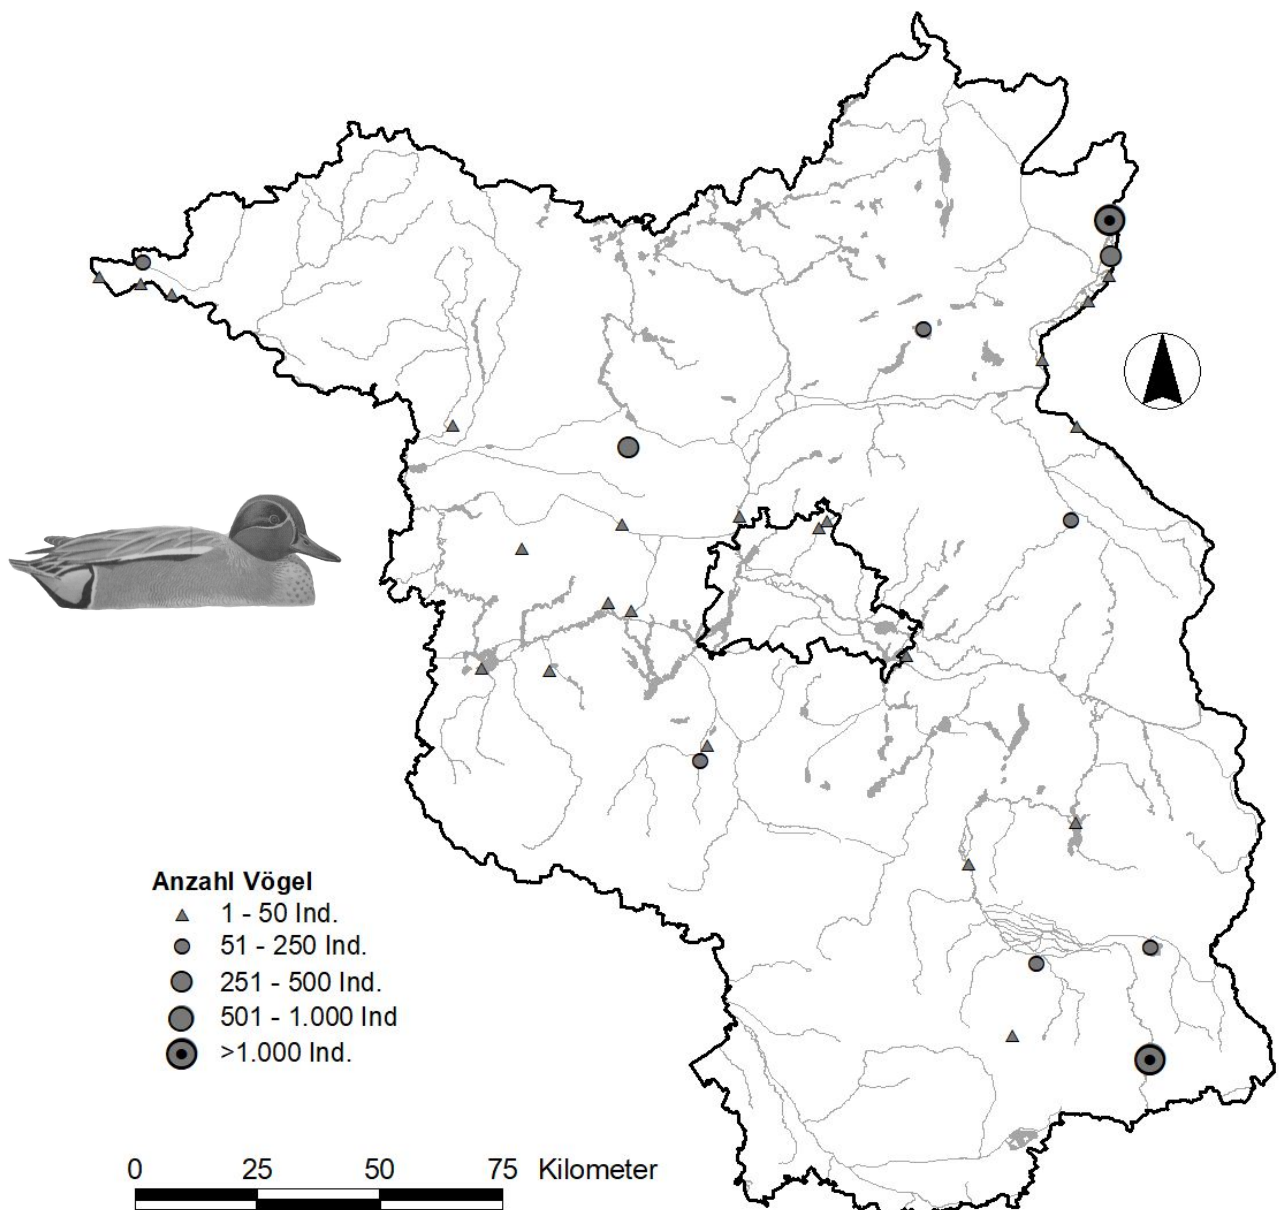 Anzahl Vögel
1 - 50 Ind.
51 - 250 Ind.
251 - 500 Ind.
501 - 1.000 Ind
>1.000 Ind.
0 25 50 75 Kilometer